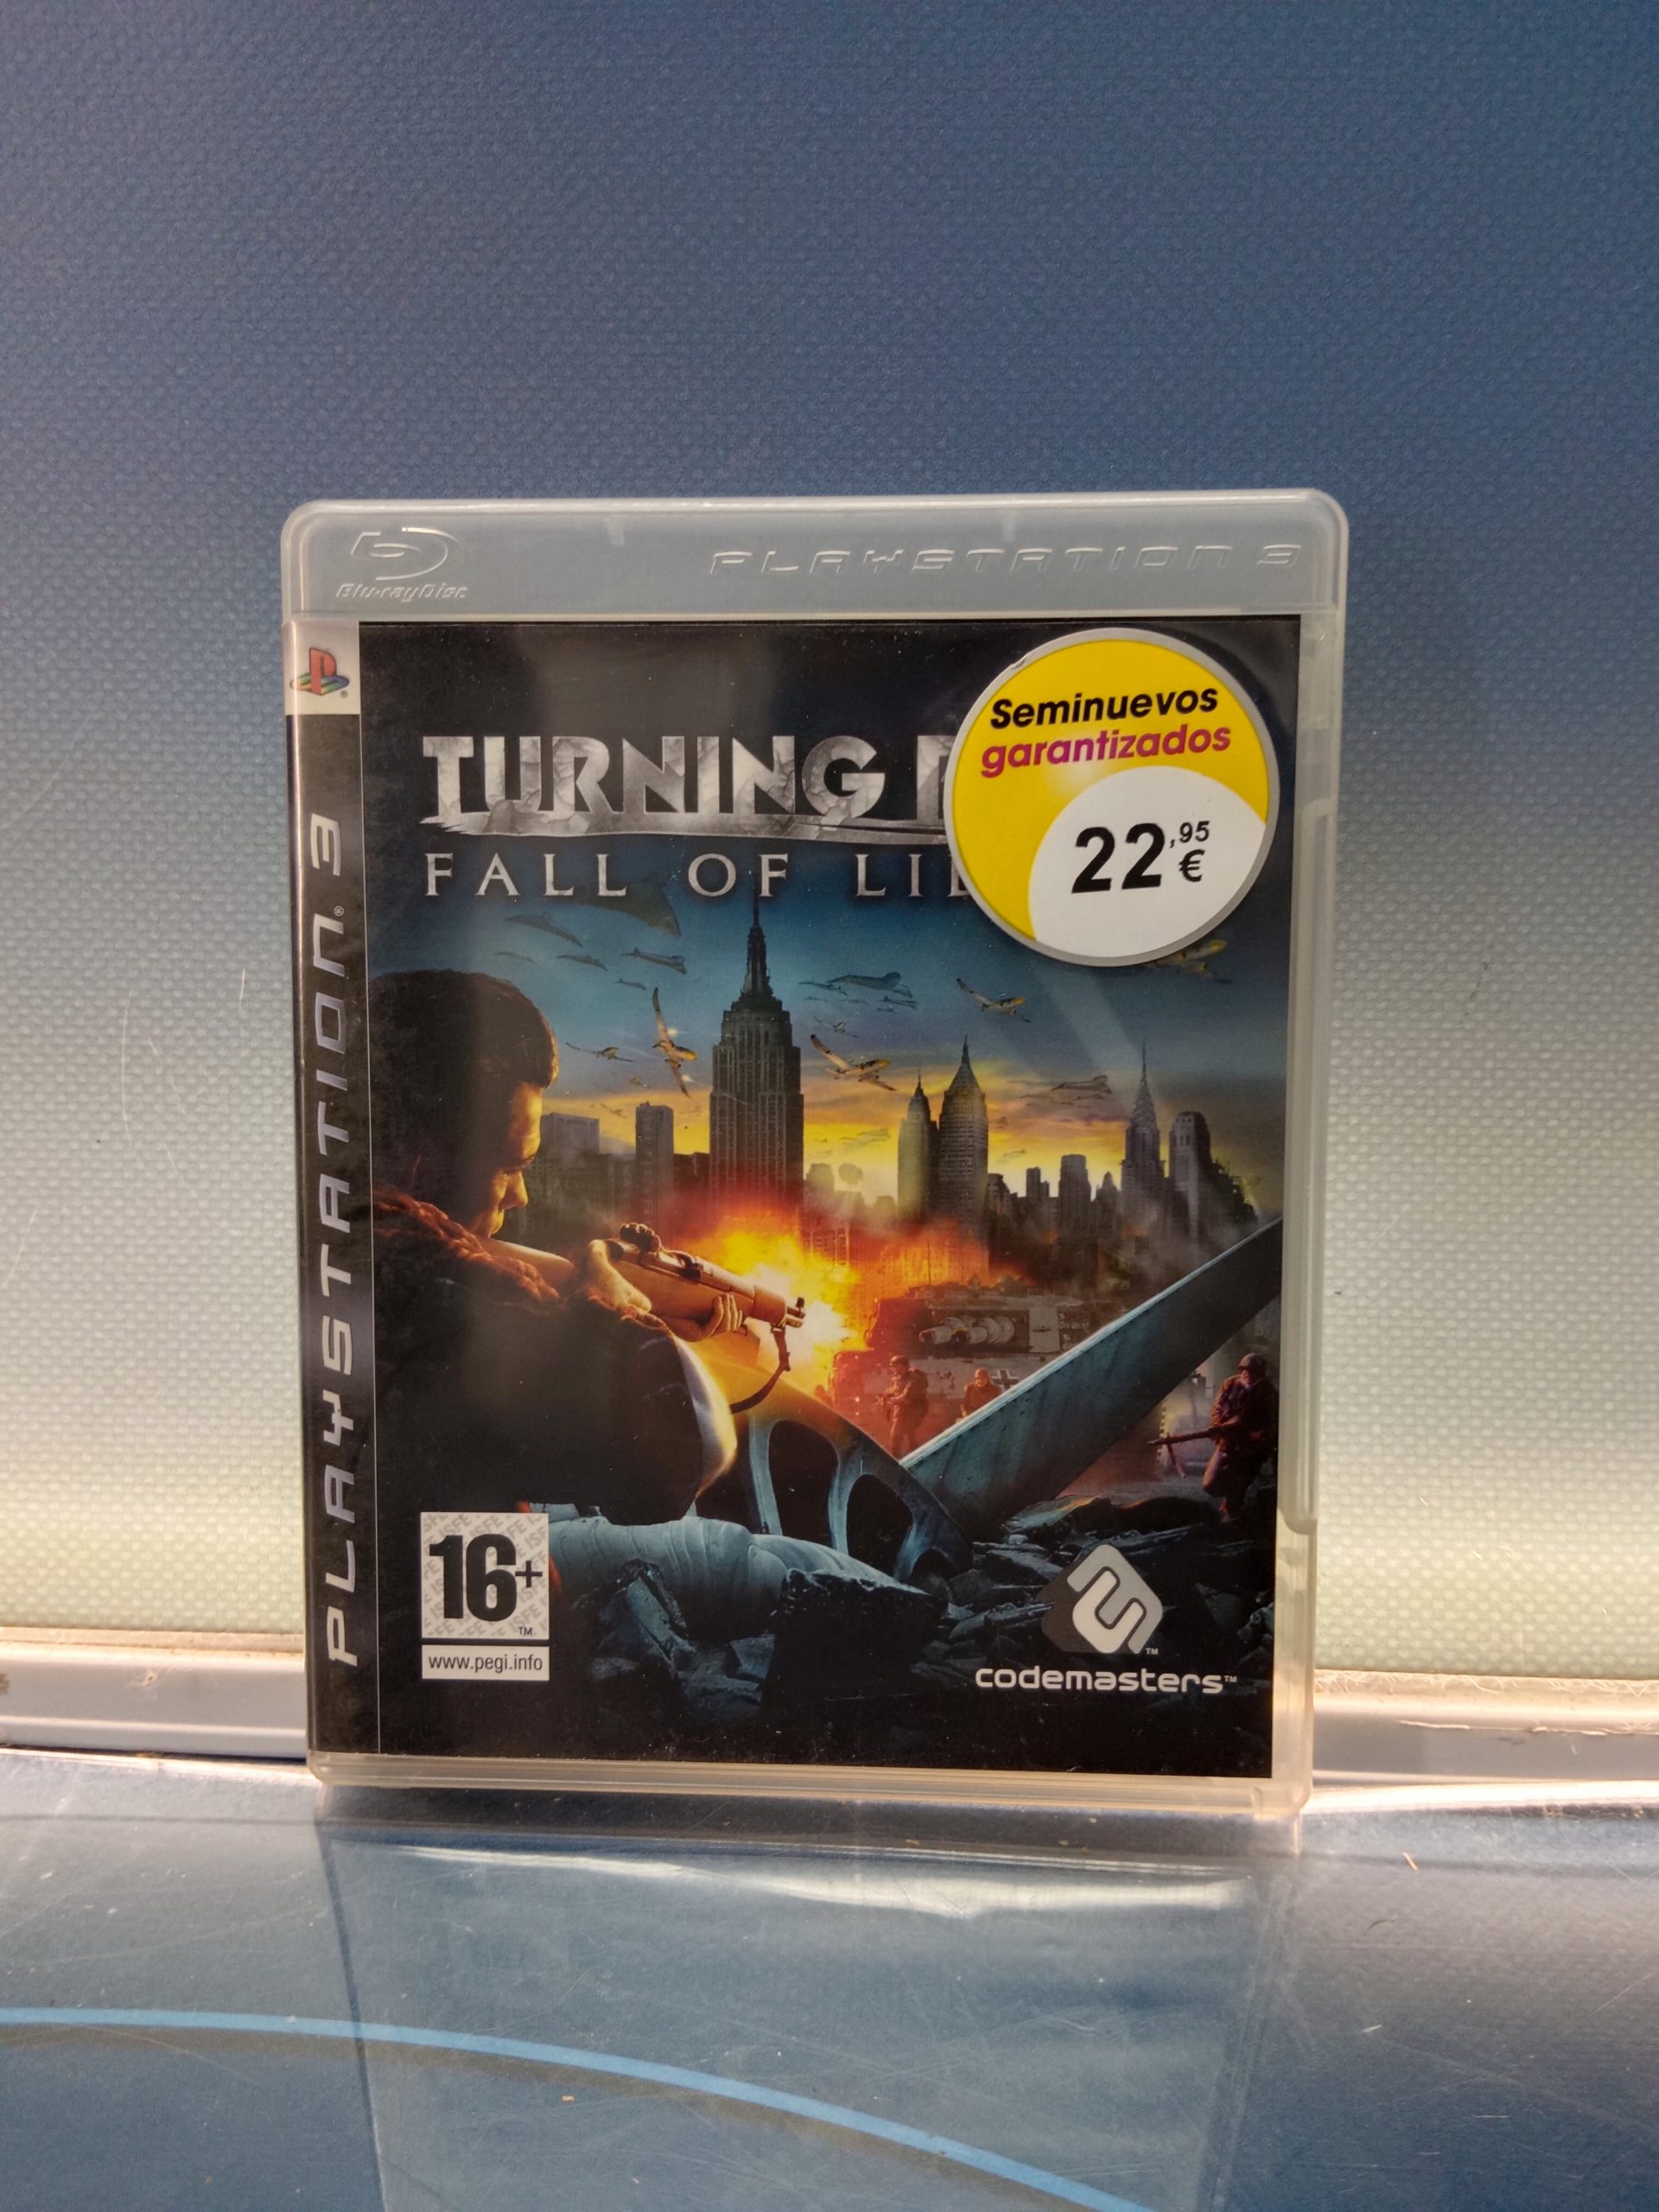 Blu-ray Disc
PLAYSTATION 3
PLAYSTATION 3
TURNING
Seminuevos
garantizados
22,95
€
FALL OF
16+
www.pegi.info
codemasters